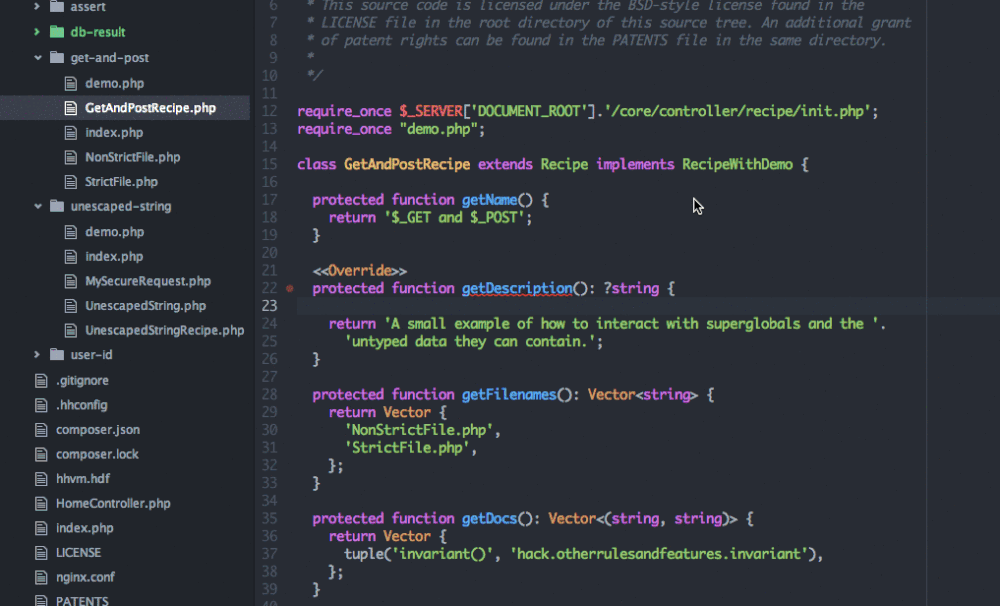 assert
db-result
get-and-post
demo.php
GetAndPostRecipe.php
index.php
NonStrictFile.php
StrictFile.php
unescaped-string
demo.php
index.php
MySecureRequest.php
UnescapedString.php
UnescapedStringRecipe.php
user-id
.gitignore
.hhconfig
composer.json
composer.lock
hhvm.hdf
HomeController.php
index.php
LICENSE
nginx.conf
PATENTS
6 * This source code is licensed under the BSD-style license found in the
7 * LICENSE file in the root directory of this source tree. An additional grant
8 * of patent rights can be found in the PATENTS file in the same directory.
9 *
10 */
11
12 require_once $_SERVER['DOCUMENT_ROOT'].'/core/controller/recipe/init.php';
13 require_once "demo.php";
14
15 class GetAndPostRecipe extends Recipe implements RecipeWithDemo {
16
17 protected function getName() {
18 return '$_GET and $_POST';
19 }
20
21 <<Override>>
22 protected function getDescription(): ?string {
23
24 return 'A small example of how to interact with superglobals and the '.
25 'untyped data they can contain.';
26 }
27
28 protected function getFilenames(): Vector<string> {
29 return Vector {
30 'NonStrictFile.php',
31 'StrictFile.php',
32 };
33 }
34
35 protected function getDocs(): Vector<(string, string)> {
36 return Vector {
37 tuple('invariant()', 'hack.otherrulesandfeatures.invariant'),
38 };
39 }
40